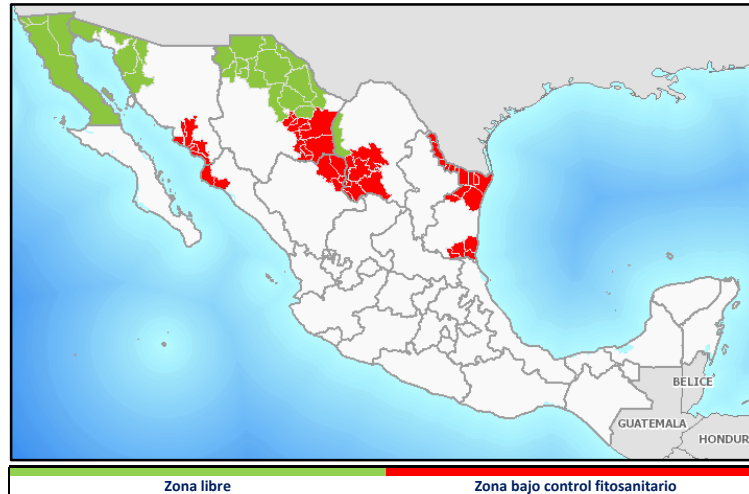 BELICE
GUATEMALA
HONDUR
Zona libre
Zona bajo control fitosanitario